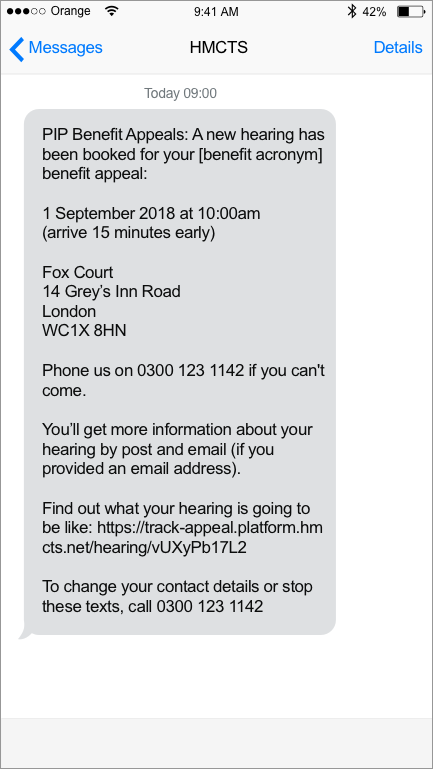 Orange 9:41 AM 42%
Messages HMCTS Details
Today 09:00
PIP Benefit Appeals: A new hearing has
been booked for your [benefit acronym]
benefit appeal:
1 September 2018 at 10:00am
(arrive 15 minutes early)
Fox Court
14 Grey’s Inn Road
London
WC1X 8HN
Phone us on 0300 123 1142 if you can't
come.
You’ll get more information about your
hearing by post and email (if you
provided an email address).
Find out what your hearing is going to
be like: https://track-appeal.platform.hm
cts.net/hearing/vUXyPb17L2
To change your contact details or stop
these texts, call 0300 123 1142